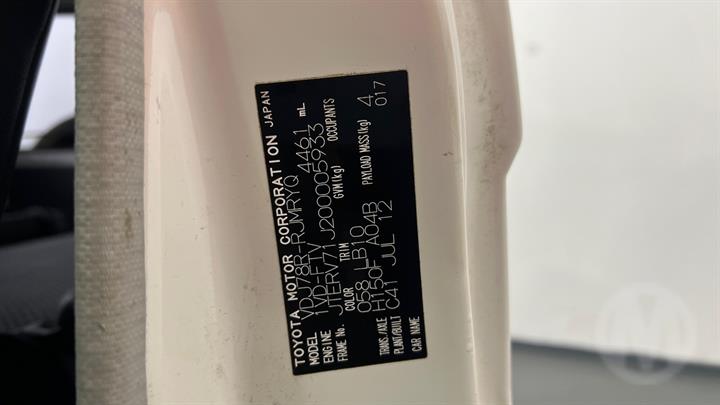 TOYOTA MOTOR CORPORATION JAPAN
MODEL VDJ78R-RJMRYQ
ENGINE 1VD-FTV 4461 mL
FRAME No. JTERV71J200005933
GVM(kg) OCCUPANTS
COLOR TRIM
058 LB10 PAYLOAD MASS(kg) 4
TRANS./AXLE H150F A04B 017
PLANT/BUILT C41 JUL 12
CAR NAME
M